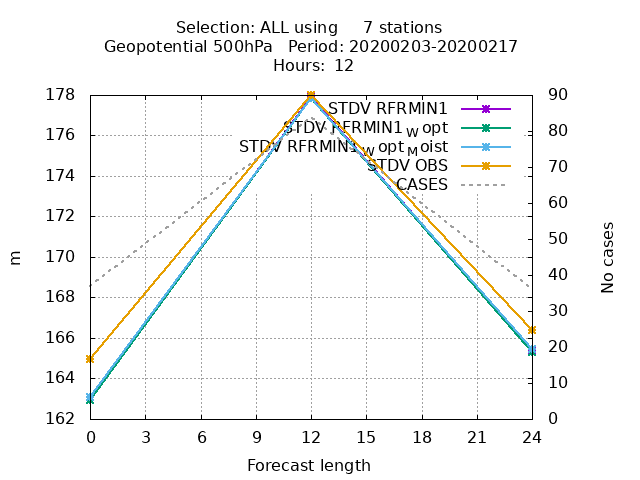 Selection: ALL using 7 stations
Geopotential 500hPa Period: 20200203-20200217
Hours: 12
178
176
174
172
170
168
166
164
162
90
80
70
60
50
40
30
20
10
0
STDV RFRMIN1
STDV RFRMIN1 W opt
STDV RFRMIN1 W opt M oist
STDV OBS
CASES
m
No cases
0 3 6 9 12 15 18 21 24
Forecast length